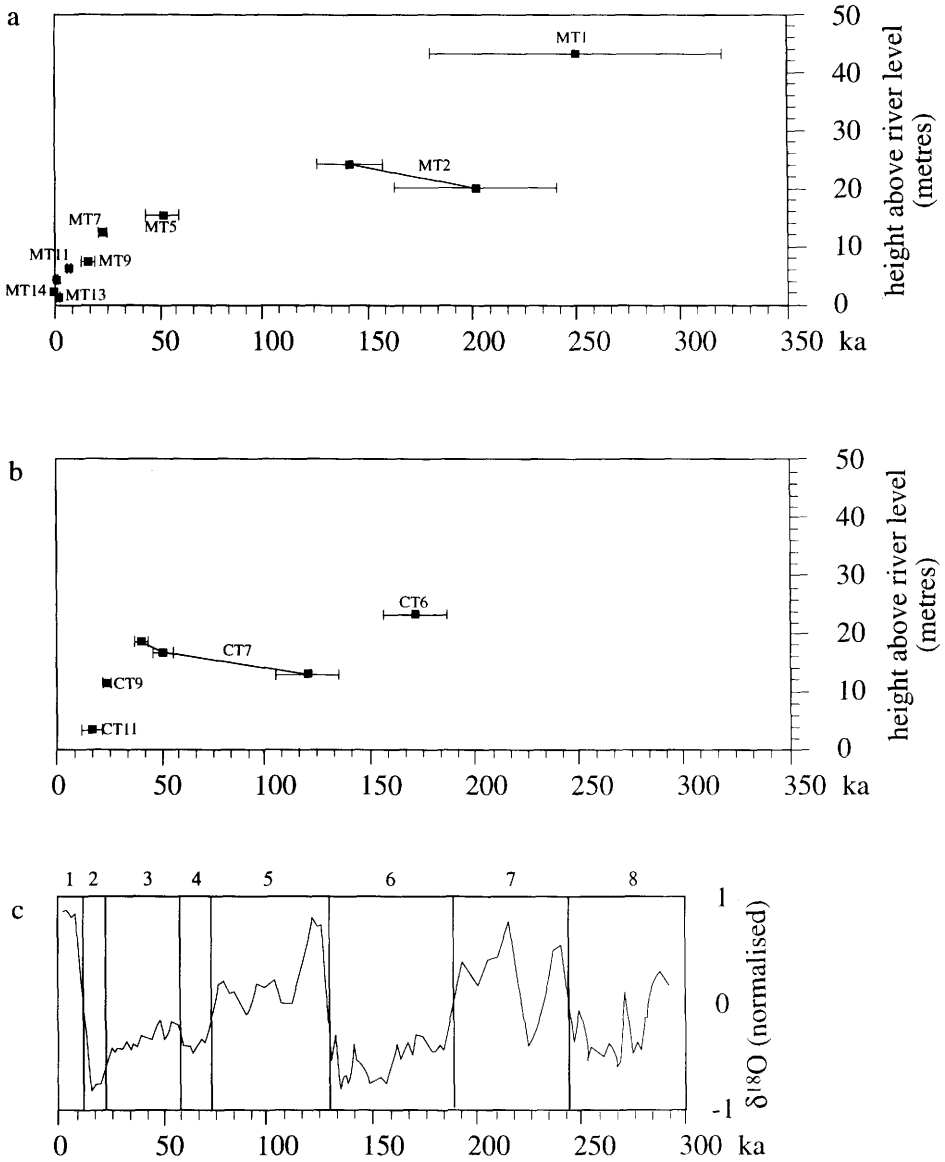 a
MT1
MT2
MT7
MT5
MT11
MT9
MT14
MT13
50
40
30
20
10
0
height above river level
(metres)
0 50 100 150 200 250 300 350 ka
b
CT6
CT7
CT9
CT11
50
40
30
20
10
0
height above river level
(metres)
0 50 100 150 200 250 300 350 ka
c
1 2 3 4 5 6 7 8
1
0
-1
δ¹⁸O (normalised)
0 50 100 150 200 250 300 ka